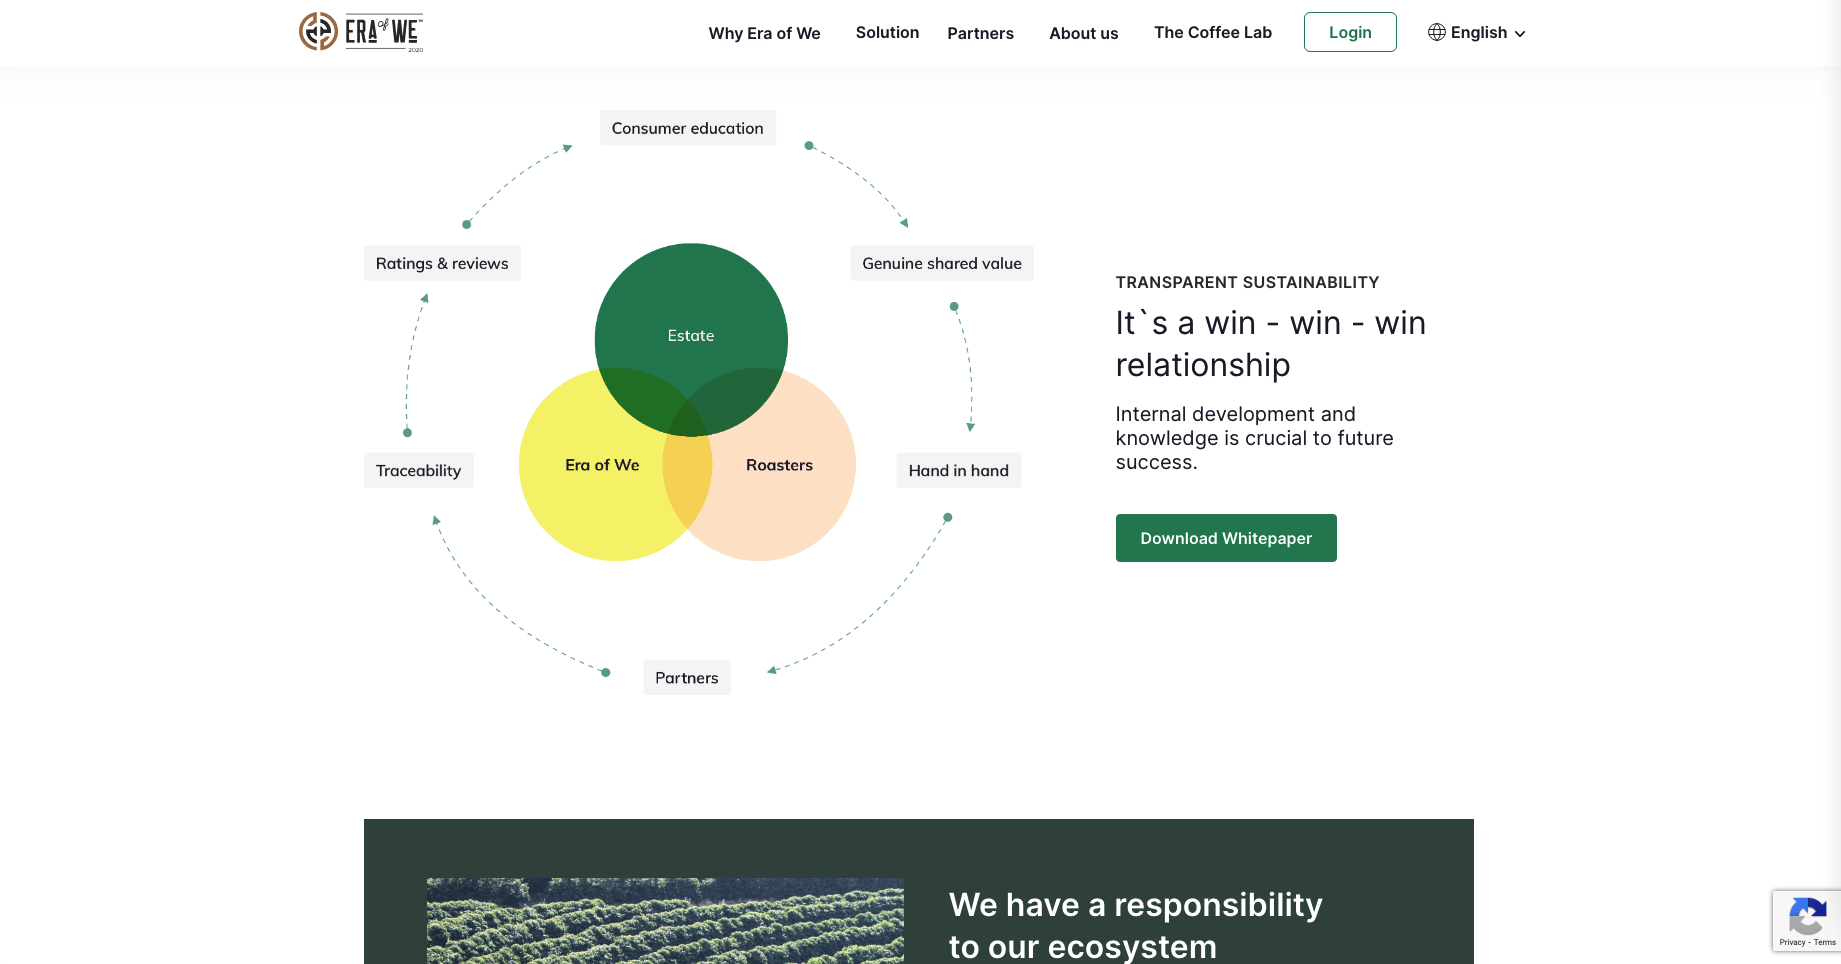 ERA of WE™
2020
Why Era of We
Solution
Partners
About us
The Coffee Lab
Login
English
Consumer education
Ratings & reviews
Genuine shared value
Estate
Era of We
Roasters
Traceability
Hand in hand
Partners
TRANSPARENT SUSTAINABILITY
It`s a win - win - win
relationship
Internal development and
knowledge is crucial to future
success.
Download Whitepaper
We have a responsibility
to our ecosystem
Privacy - Terms